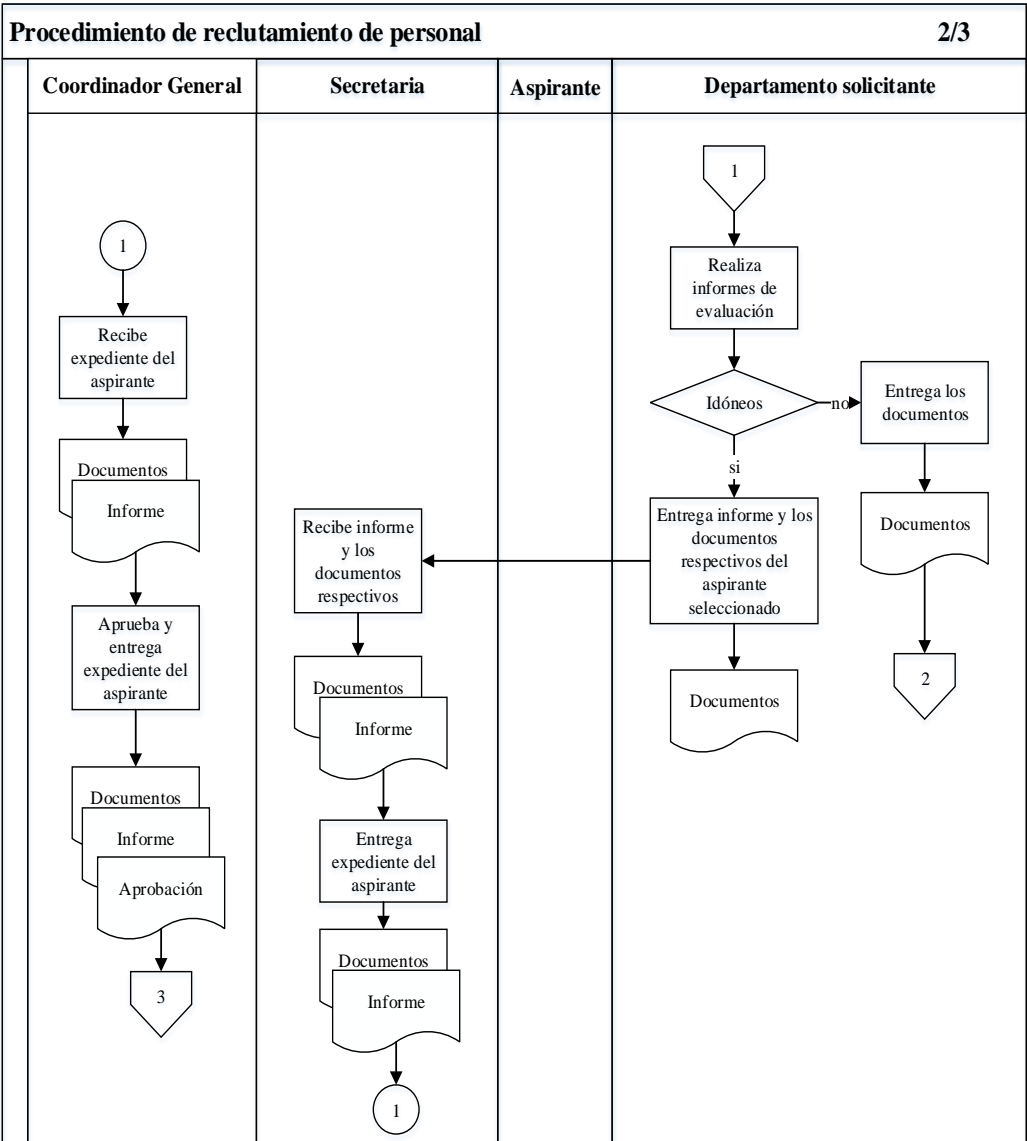 Procedimiento de reclutamiento de personal 2/3
Coordinador General
Secretaria
Aspirante
Departamento solicitante
1
Recibe
expediente del
aspirante
Documentos
Informe
Aprueba y
entrega
expediente del
aspirante
Documentos
Informe
Aprobación
3
Recibe informe
y los
documentos
respectivos
Documentos
Informe
Entrega
expediente del
aspirante
Documentos
Informe
1
1
Realiza
informes de
evaluación
Idóneos
no
si
Entrega informe y los
documentos
respectivos del
aspirante
seleccionado
Documentos
Entrega los
documentos
Documentos
2